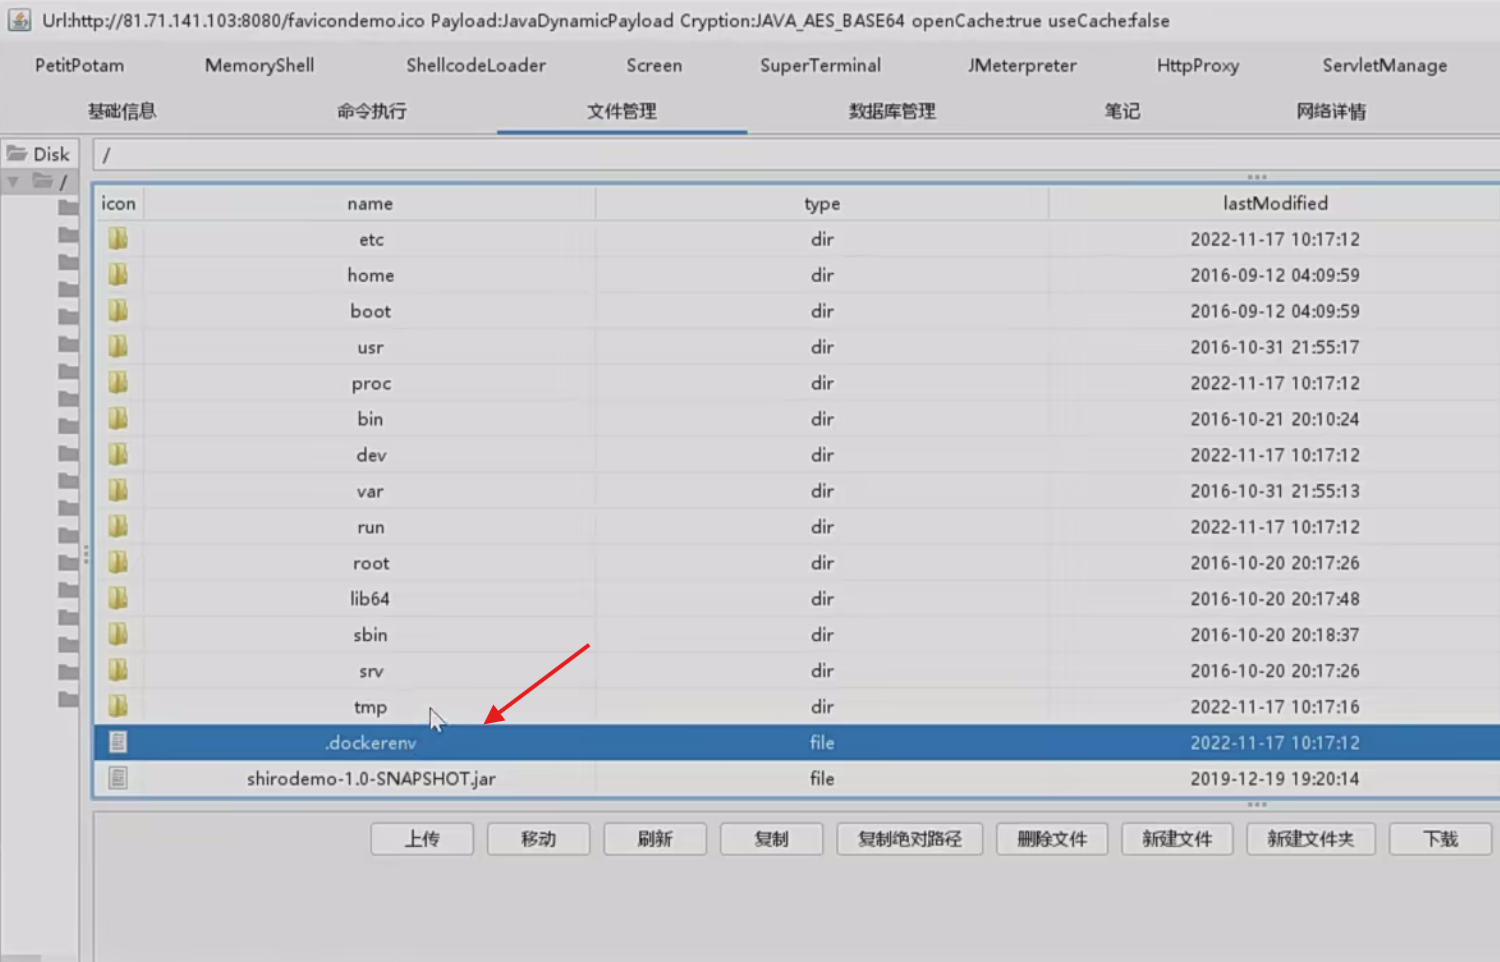 Url:http://81.71.141.103:8080/favicondemo.ico Payload:JavaDynamicPayload Cryption:JAVA_AES_BASE64 openCache:true useCache:false
PetitPotam MemoryShell ShellcodeLoader Screen SuperTerminal JMeterpreter HttpProxy ServletManage
基础信息 命令执行 文件管理 数据库管理 笔记 网络详情
Disk /
/
icon name type lastModified
etc dir 2022-11-17 10:17:12
home dir 2016-09-12 04:09:59
boot dir 2016-09-12 04:09:59
usr dir 2016-10-31 21:55:17
proc dir 2022-11-17 10:17:12
bin dir 2016-10-21 20:10:24
dev dir 2022-11-17 10:17:12
var dir 2016-10-31 21:55:13
run dir 2022-11-17 10:17:12
root dir 2016-10-20 20:17:26
lib64 dir 2016-10-20 20:17:48
sbin dir 2016-10-20 20:18:37
srv dir 2016-10-20 20:17:26
tmp dir 2022-11-17 10:17:16
.dockerenv file 2022-11-17 10:17:12
shirodemo-1.0-SNAPSHOT.jar file 2019-12-19 19:20:14
上传 移动 刷新 复制 复制绝对路径 删除文件 新建文件 新建文件夹 下载